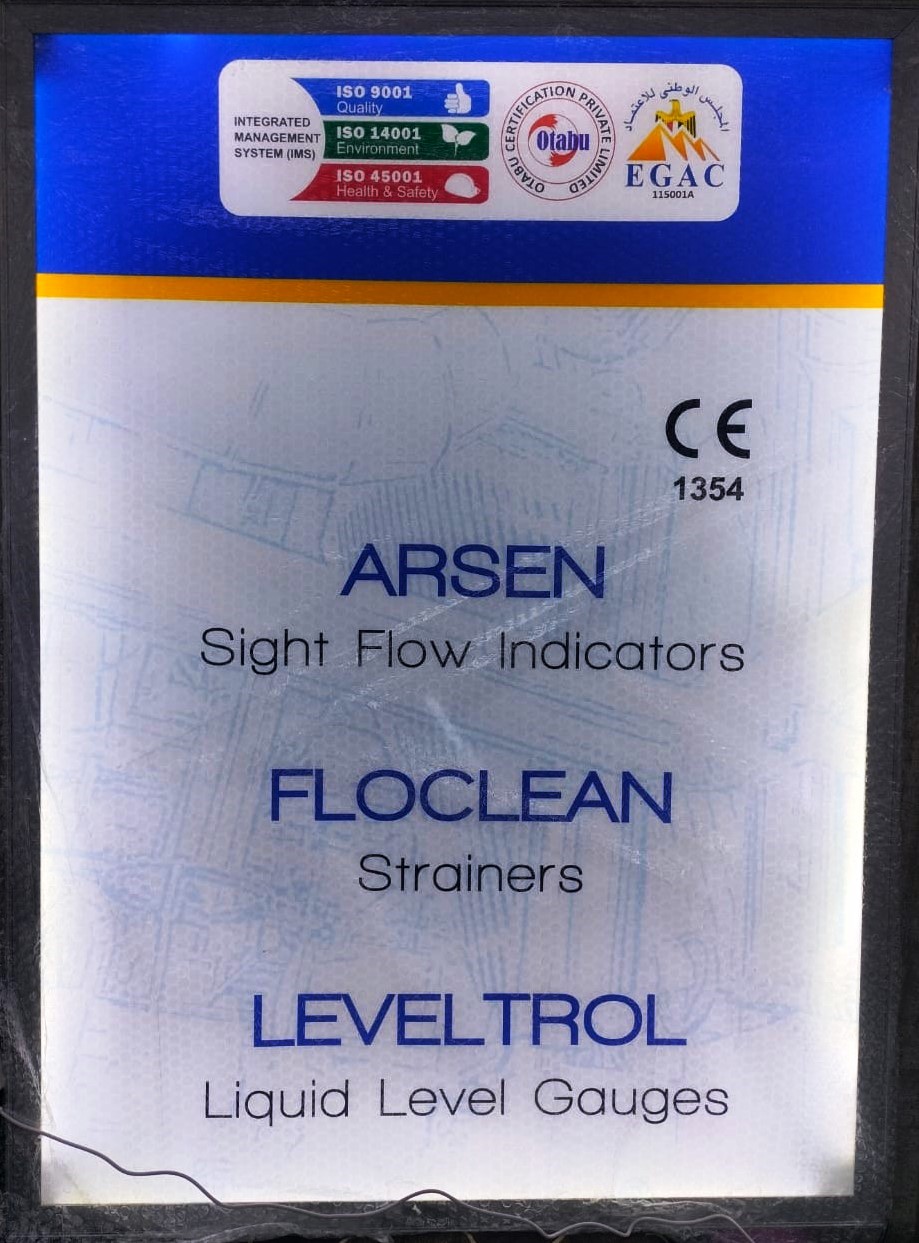 INTEGRATED
MANAGEMENT
SYSTEM (IMS)
ISO 9001
Quality
ISO 14001
Environment
ISO 45001
Health & Safety
OTABU CERTIFICATION PRIVATE LIMITED
Otabu
المجلس الوطني للاعتماد
EGAC
115001A
CE
1354
ARSEN
Sight Flow Indicators
FLOCLEAN
Strainers
LEVELTROL
Liquid Level Gauges